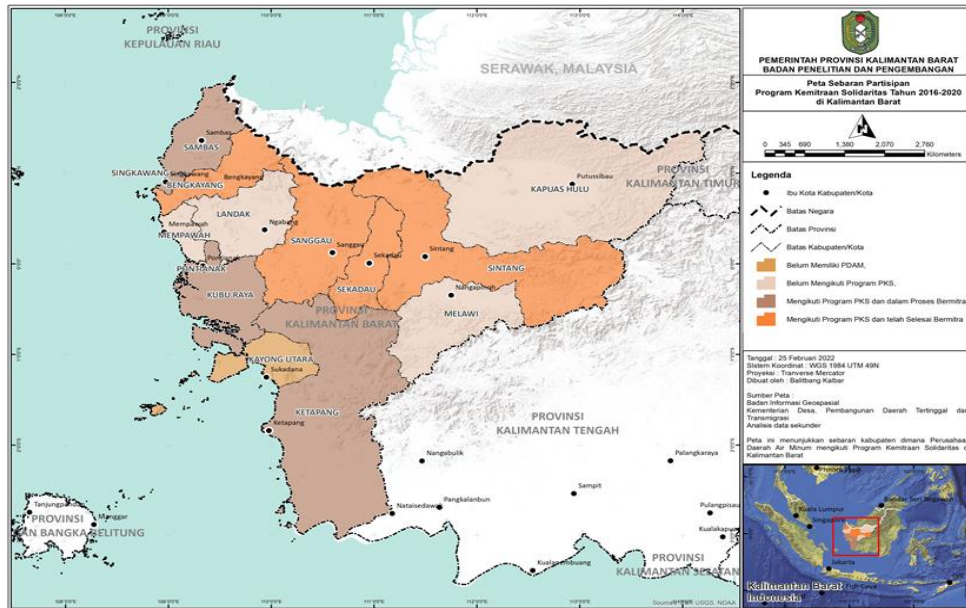 PROVINSI
KEPULAUAN RIAU
SERAWAK, MALAYSIA
Sambas
SAMBAS
SINGKAWANG
Singkawang
BENGKAYANG
Bengkayang
Putussibau
KAPUAS HULU
PROVINSI
KALIMANTAN TIMUR
LANDAK
Ngabang
Mempawah
MEMPAWAH
SANGGAU
Sanggau
Sekadau
Sintang
SINTANG
PONTIANAK
SEKADAU
Nangapinoh
KUBU RAYA
MELAWI
PROVINSI
KALIMANTAN BARAT
KAYONG UTARA
Sukadana
KETAPANG
Ketapang
PROVINSI
KALIMANTAN TENGAH
Nangabulik
Palangkaraya
Sampit
Pangkalanbun
Pulangpisau
Tanjungpandan
Manggar
PROVINSI
AN BANGKA BELITUNG
Kualakapua
PROVINSI
KALIMANTAN SELATAN
PEMERINTAH PROVINSI KALIMANTAN BARAT
BADAN PENELITIAN DAN PENGEMBANGAN
Peta Sebaran Partisipan
Program Kemitraan Solidaritas Tahun 2016-2020
di Kalimantan Barat
N
0 345 690 1,380 2,070 2,760
Kilometers
Legenda
Ibu Kota Kabupaten/Kota
Batas Negara
Batas Provinsi
Batas Kabupaten/Kota
Belum Memiliki PDAM,
Belum Mengikuti Program PKS,
Mengikuti Program PKS dan dalam Proses Bermitra
Mengikuti Program PKS dan telah Selesai Bermitra
Tanggal : 25 Februari 2022
Sistem Koordinat : WGS 1984 UTM 49N
Proyeksi : Tranverse Mercator
Dibuat oleh : Balitbang Kalbar
Sumber Peta :
Badan Informasi Geospasial
Kementerian Desa, Pembangunan Daerah Tertinggal dan
Transmigrasi
Analisis data sekunder
Peta ini menunjukkan sebaran kabupaten dimana Perusahaa
Daerah Air Minum mengikuti Program Kemitraan Solidaritas d
Kalimantan Barat
Bandar Seri Begawan
Kuala Lumpur
Singapore
Jakarta
Kalimantan Barat
Indonesia